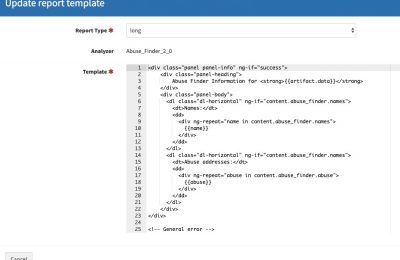 Update report template
Report Type * long
Analyzer Abuse_Finder_2_0
Template *
1 <div class="panel panel-info" ng-if="success">
2 <div class="panel-heading">
3 Abuse Finder Information for <strong>{{artifact.data}}</strong>
4 </div>
5 <div class="panel-body">
6 <dl class="dl-horizontal" ng-if="content.abuse_finder.names">
7 <dt>Names:</dt>
8 <dd>
9 <div ng-repeat="name in content.abuse_finder.names">
10 {{name}}
11 </div>
12 </dd>
13 </dl>
14 <dl class="dl-horizontal" ng-if="content.abuse_finder.names">
15 <dt>Abuse addresses:</dt>
16 <dd>
17 <div ng-repeat="abuse in content.abuse_finder.abuse">
18 {{abuse}}
19 </div>
20 </dd>
21 </dl>
22 </div>
23 </div>
24
25 <!-- General error -->
Cancel